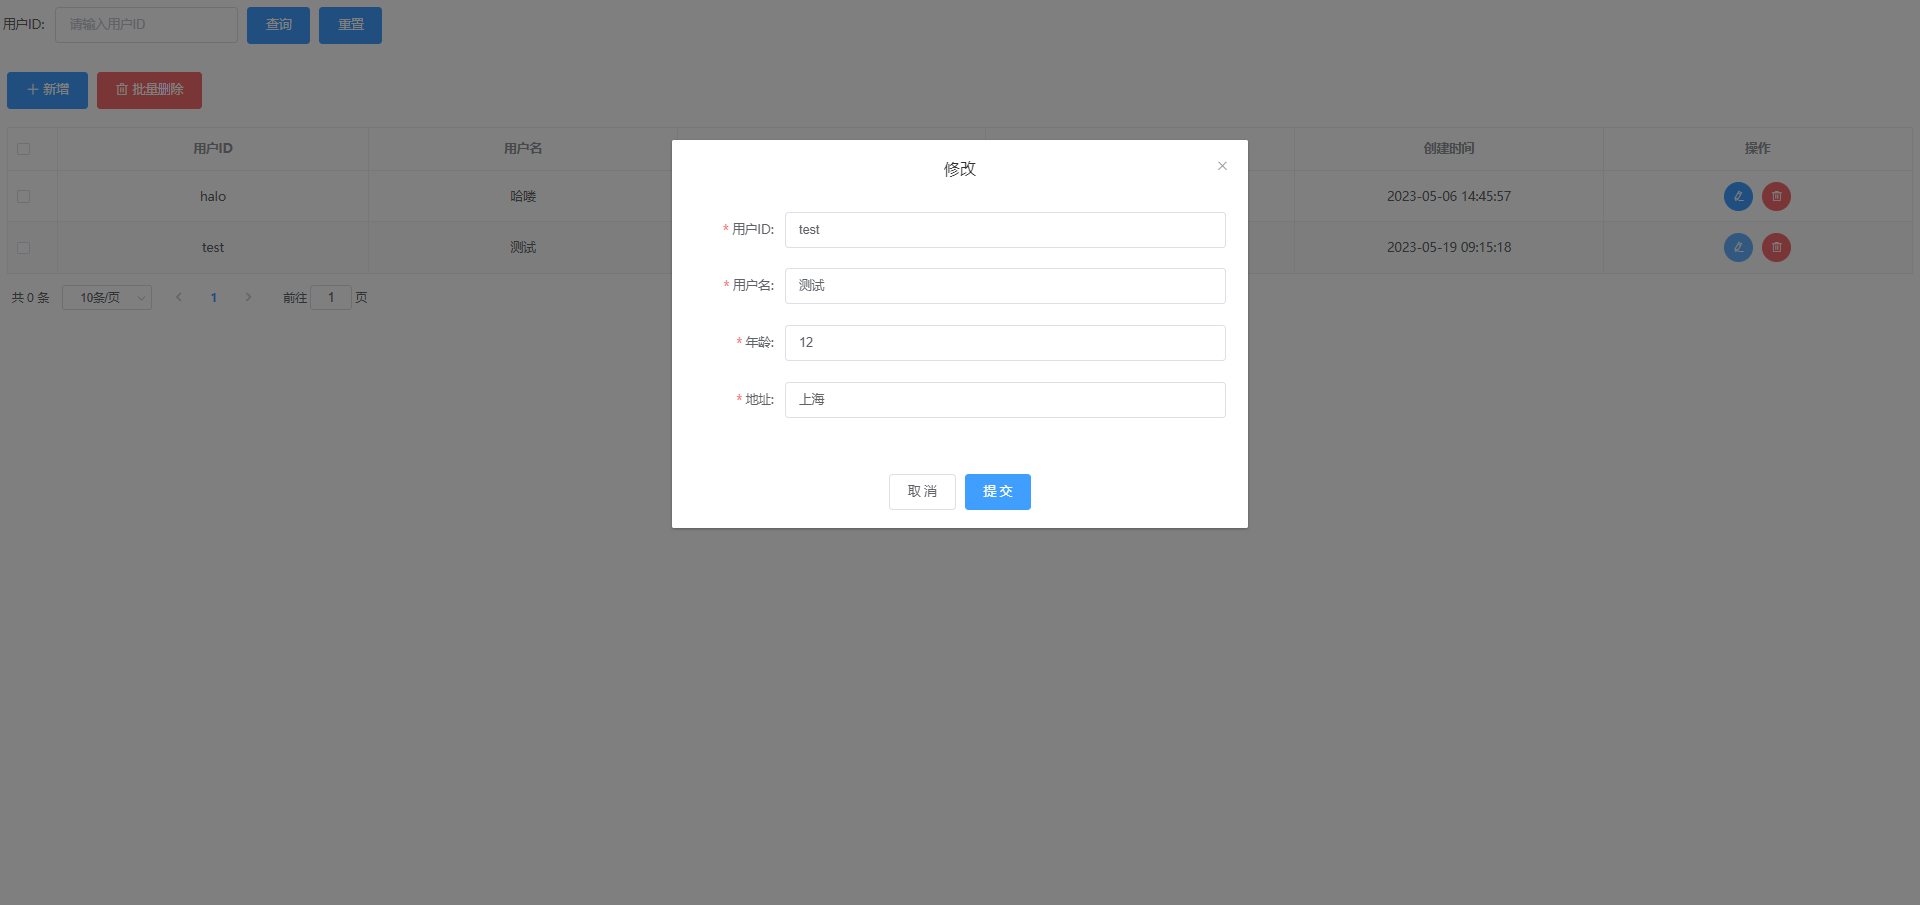 用户ID: 请输入用户ID 查询 重置
新增 批量删除
用户ID 用户名 创建时间 操作
halo 哈喽 2023-05-06 14:45:57
test 测试 2023-05-19 09:15:18
共 0 条 10条/页 1 前往 1 页
修改
* 用户ID: test
* 用户名: 测试
* 年龄: 12
* 地址: 上海
取 消 提 交